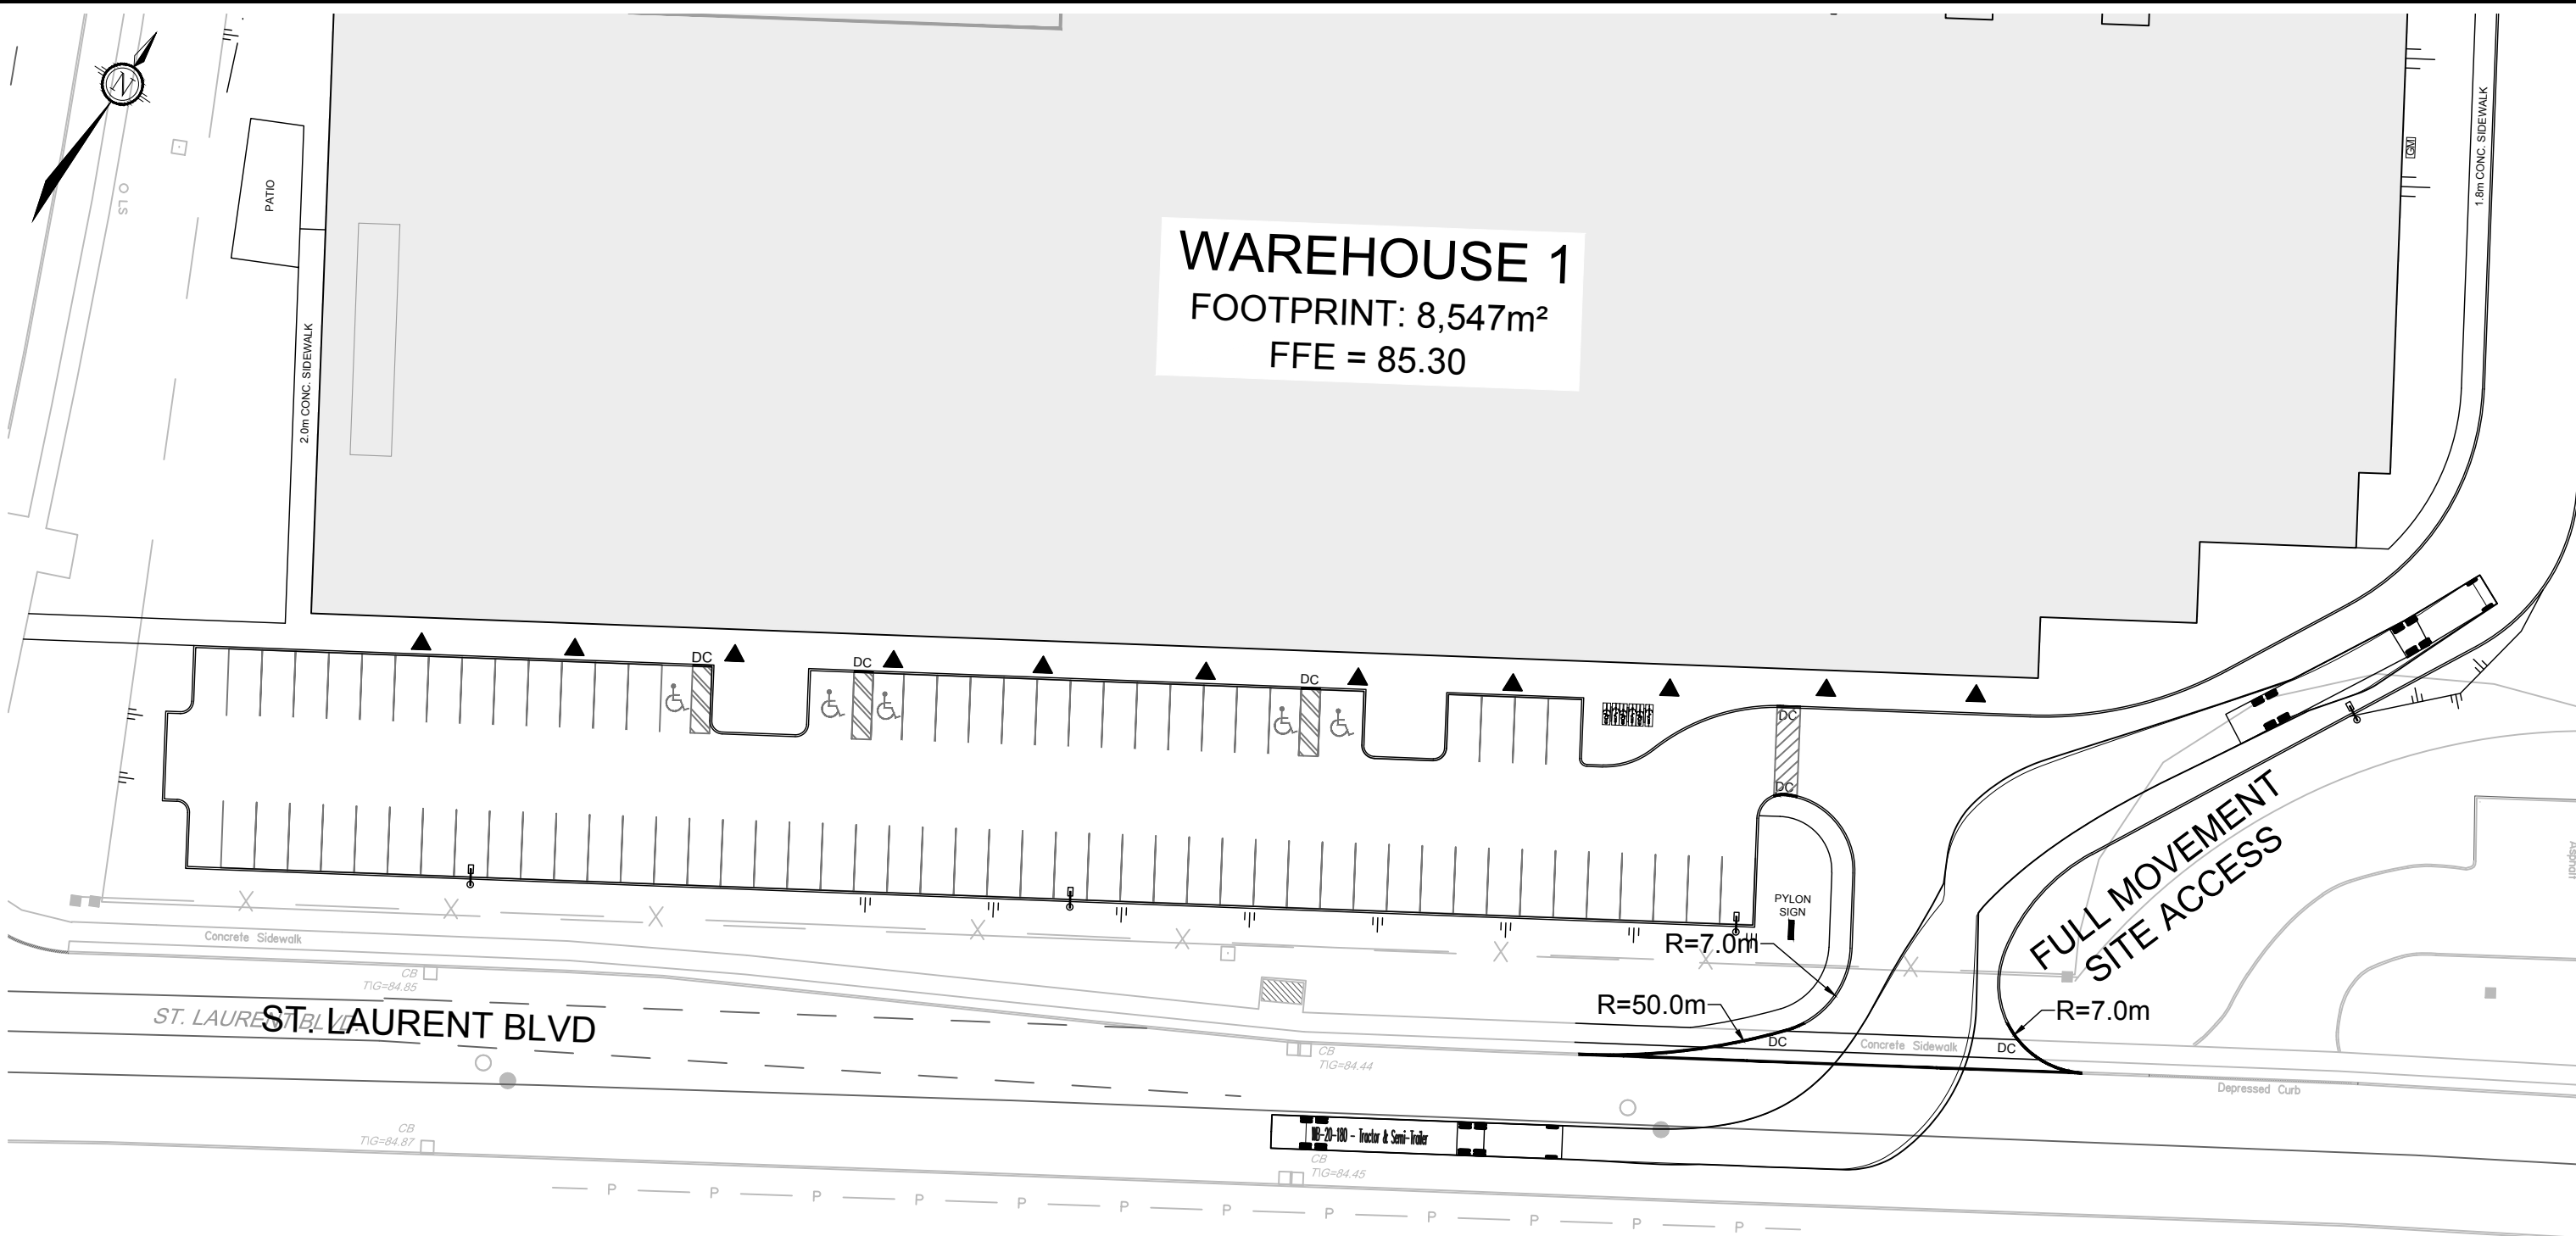 N
O LS
PATIO
2.0m CONC. SIDEWALK
WAREHOUSE 1
FOOTPRINT: 8,547m²
FFE = 85.30
GM
1.8m CONC. SIDEWALK
DC
DC
DC
DC
DC
PYLON
SIGN
R=7.0m
R=50.0m
R=7.0m
FULL MOVEMENT
SITE ACCESS
Asphalt
X X X X X X X X X
Concrete Sidewalk
CB
T\G=84.85
ST. LAURENT BLVD.
ST. LAURENT BLVD
CB
T\G=84.44
DC
Concrete Sidewalk
DC
Depressed Curb
WB-20-180 - Tractor & Semi-Trailer
CB
T\G=84.87
CB
T\G=84.45
P P P P P P P P P P P P